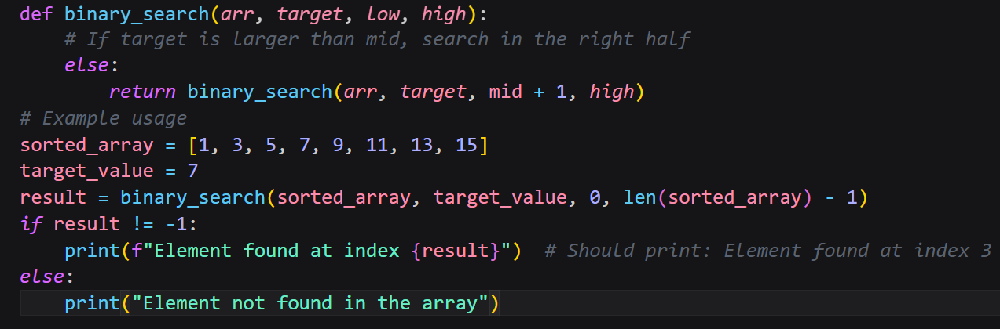 def binary_search(arr, target, low, high):
    # If target is larger than mid, search in the right half
    else:
        return binary_search(arr, target, mid + 1, high)
# Example usage
sorted_array = [1, 3, 5, 7, 9, 11, 13, 15]
target_value = 7
result = binary_search(sorted_array, target_value, 0, len(sorted_array) - 1)
if result != -1:
    print(f"Element found at index {result}")  # Should print: Element found at index 3
else:
    print("Element not found in the array")